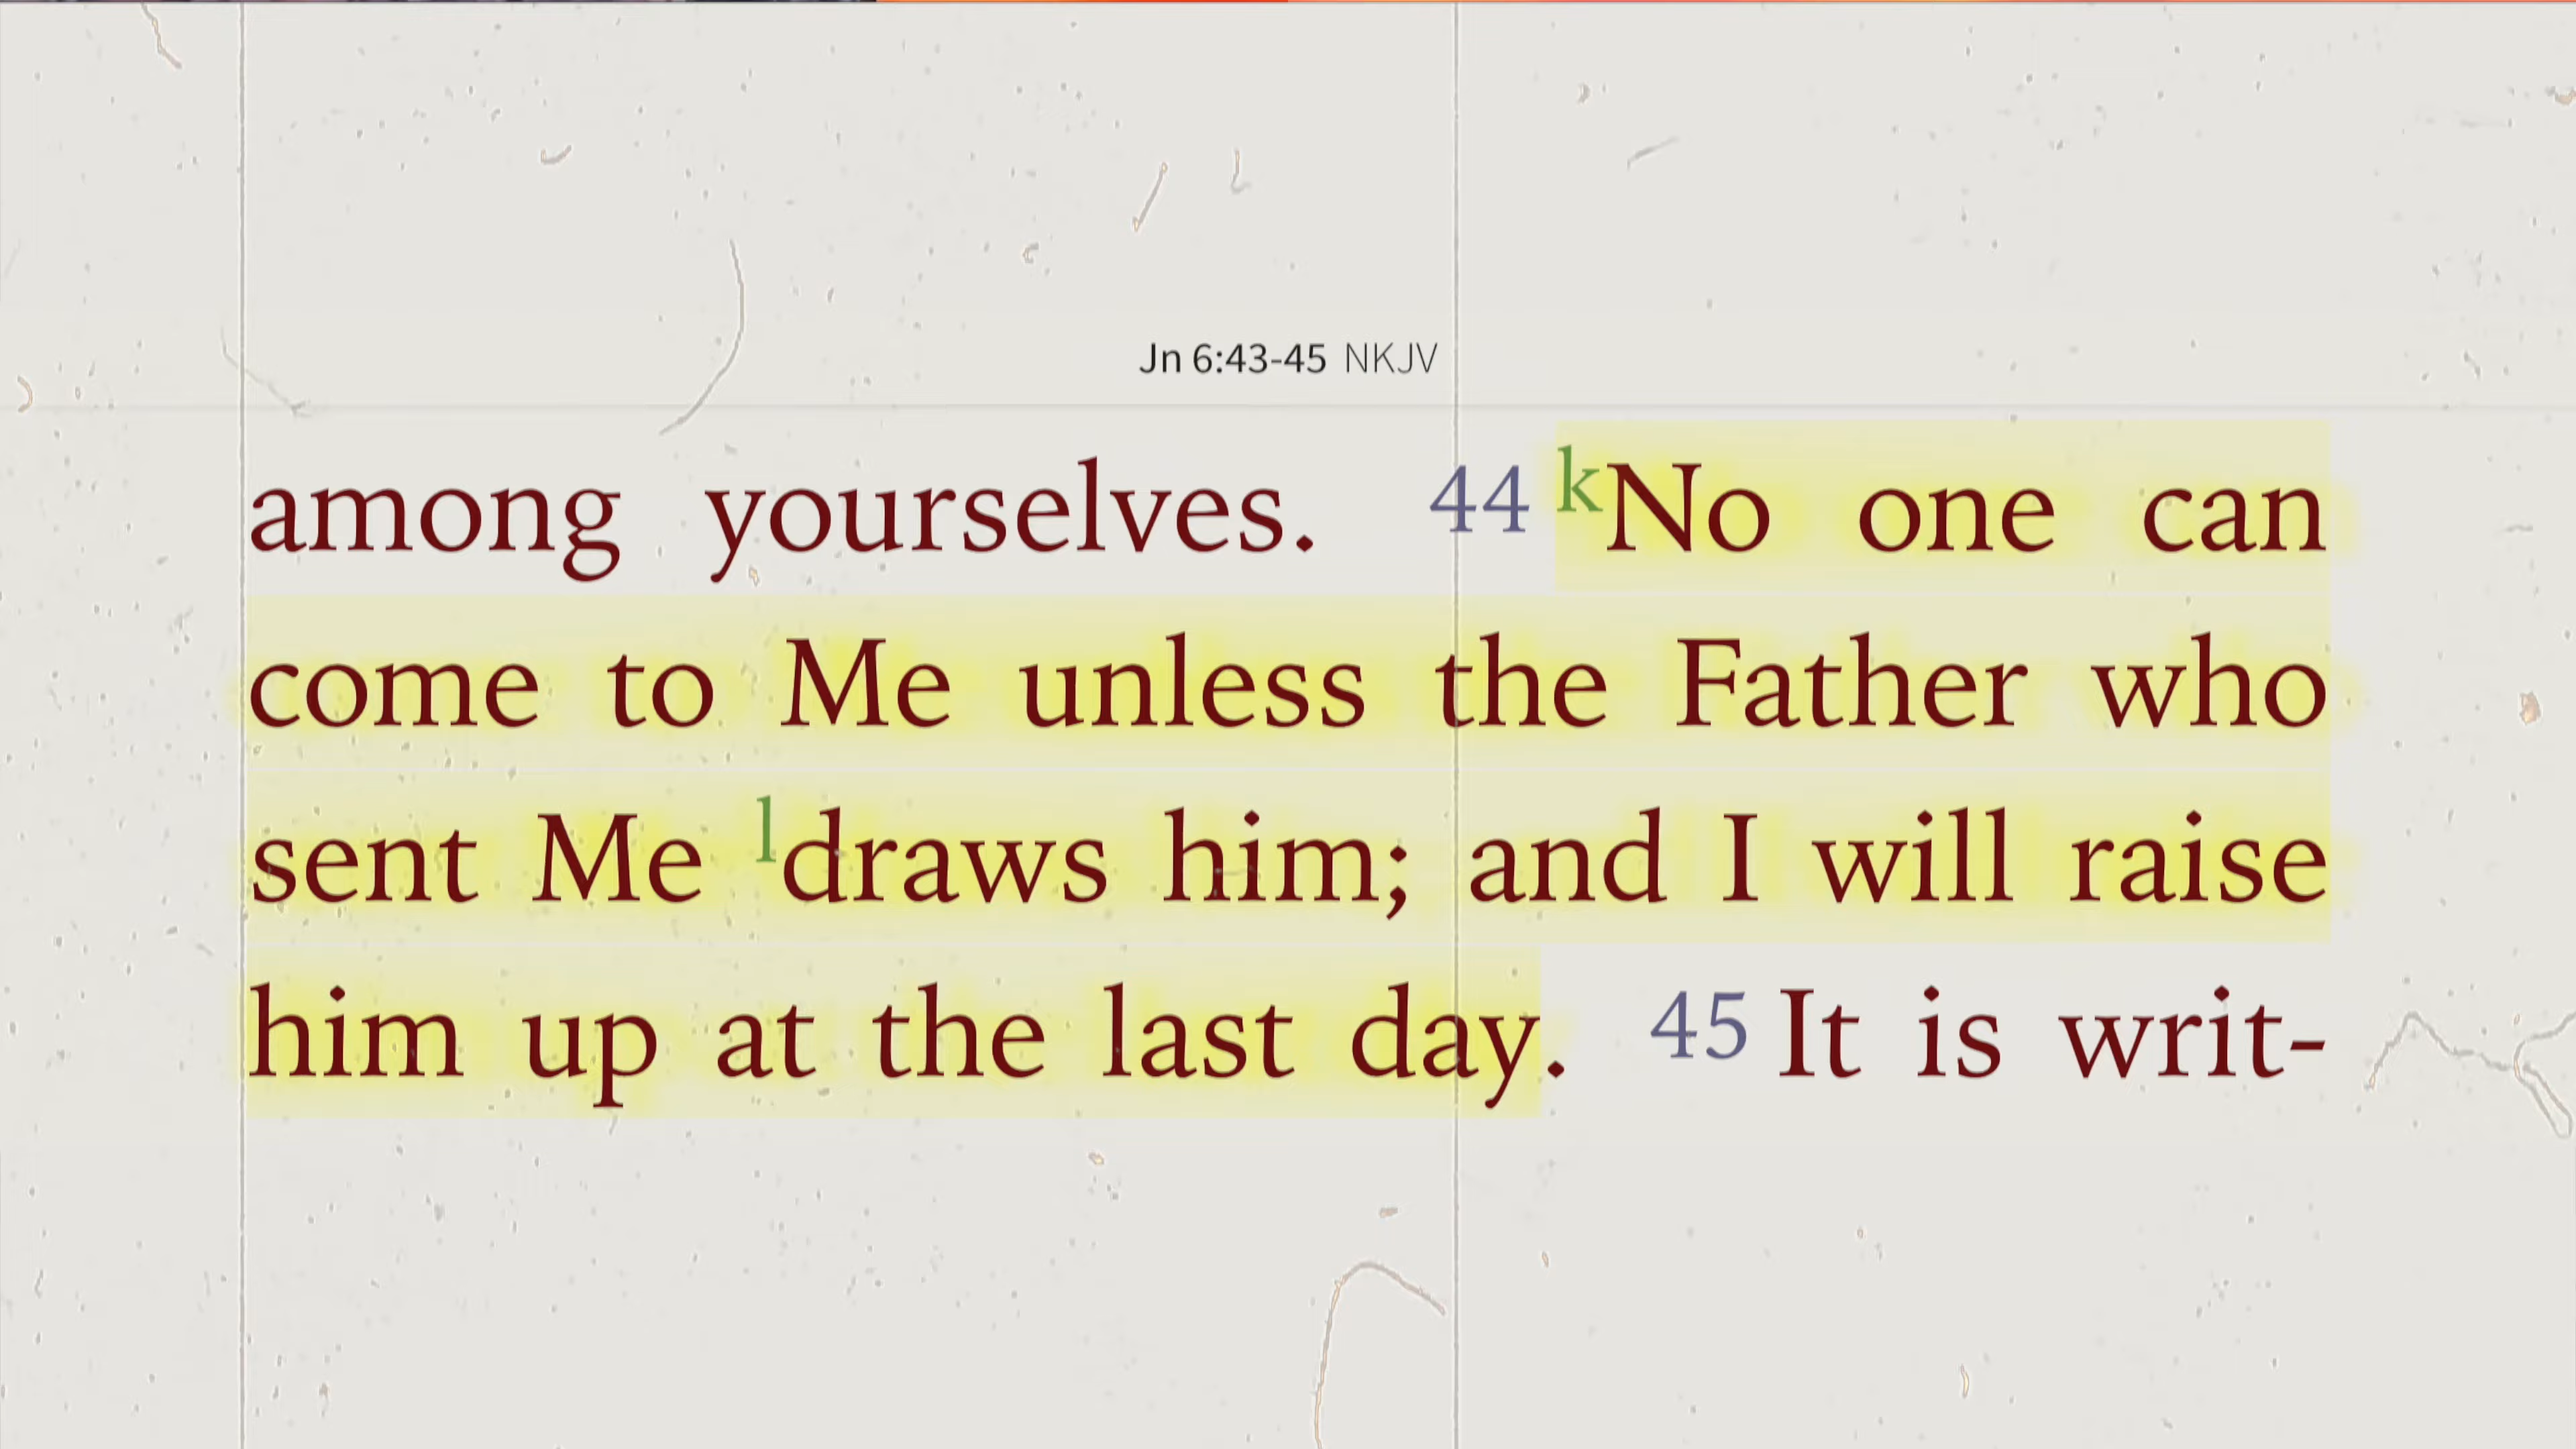 Jn 6:43-45 NKJV
among yourselves. 44 kNo one can
come to Me unless the Father who
sent Me ldraws him; and I will raise
him up at the last day. 45 It is writ-